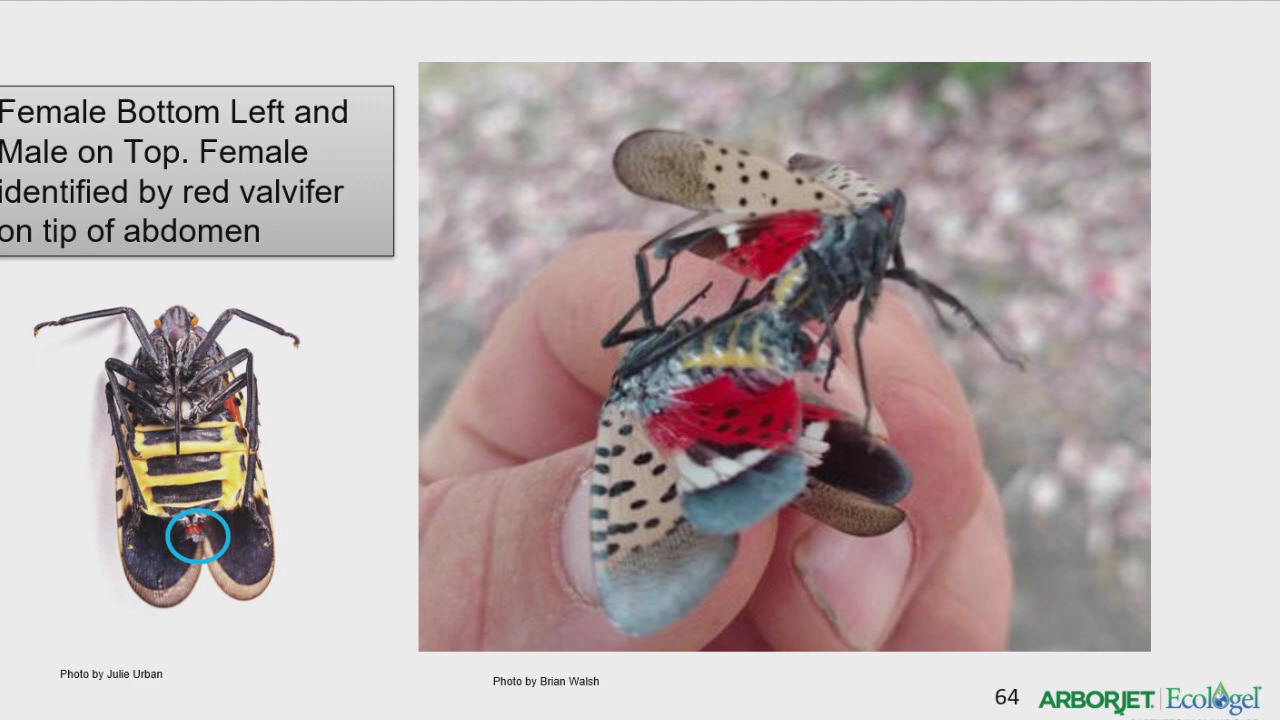 Female Bottom Left and
Male on Top. Female
identified by red valvifer
on tip of abdomen
Photo by Julie Urban
Photo by Brian Walsh
64 ARBORJET Ecologel